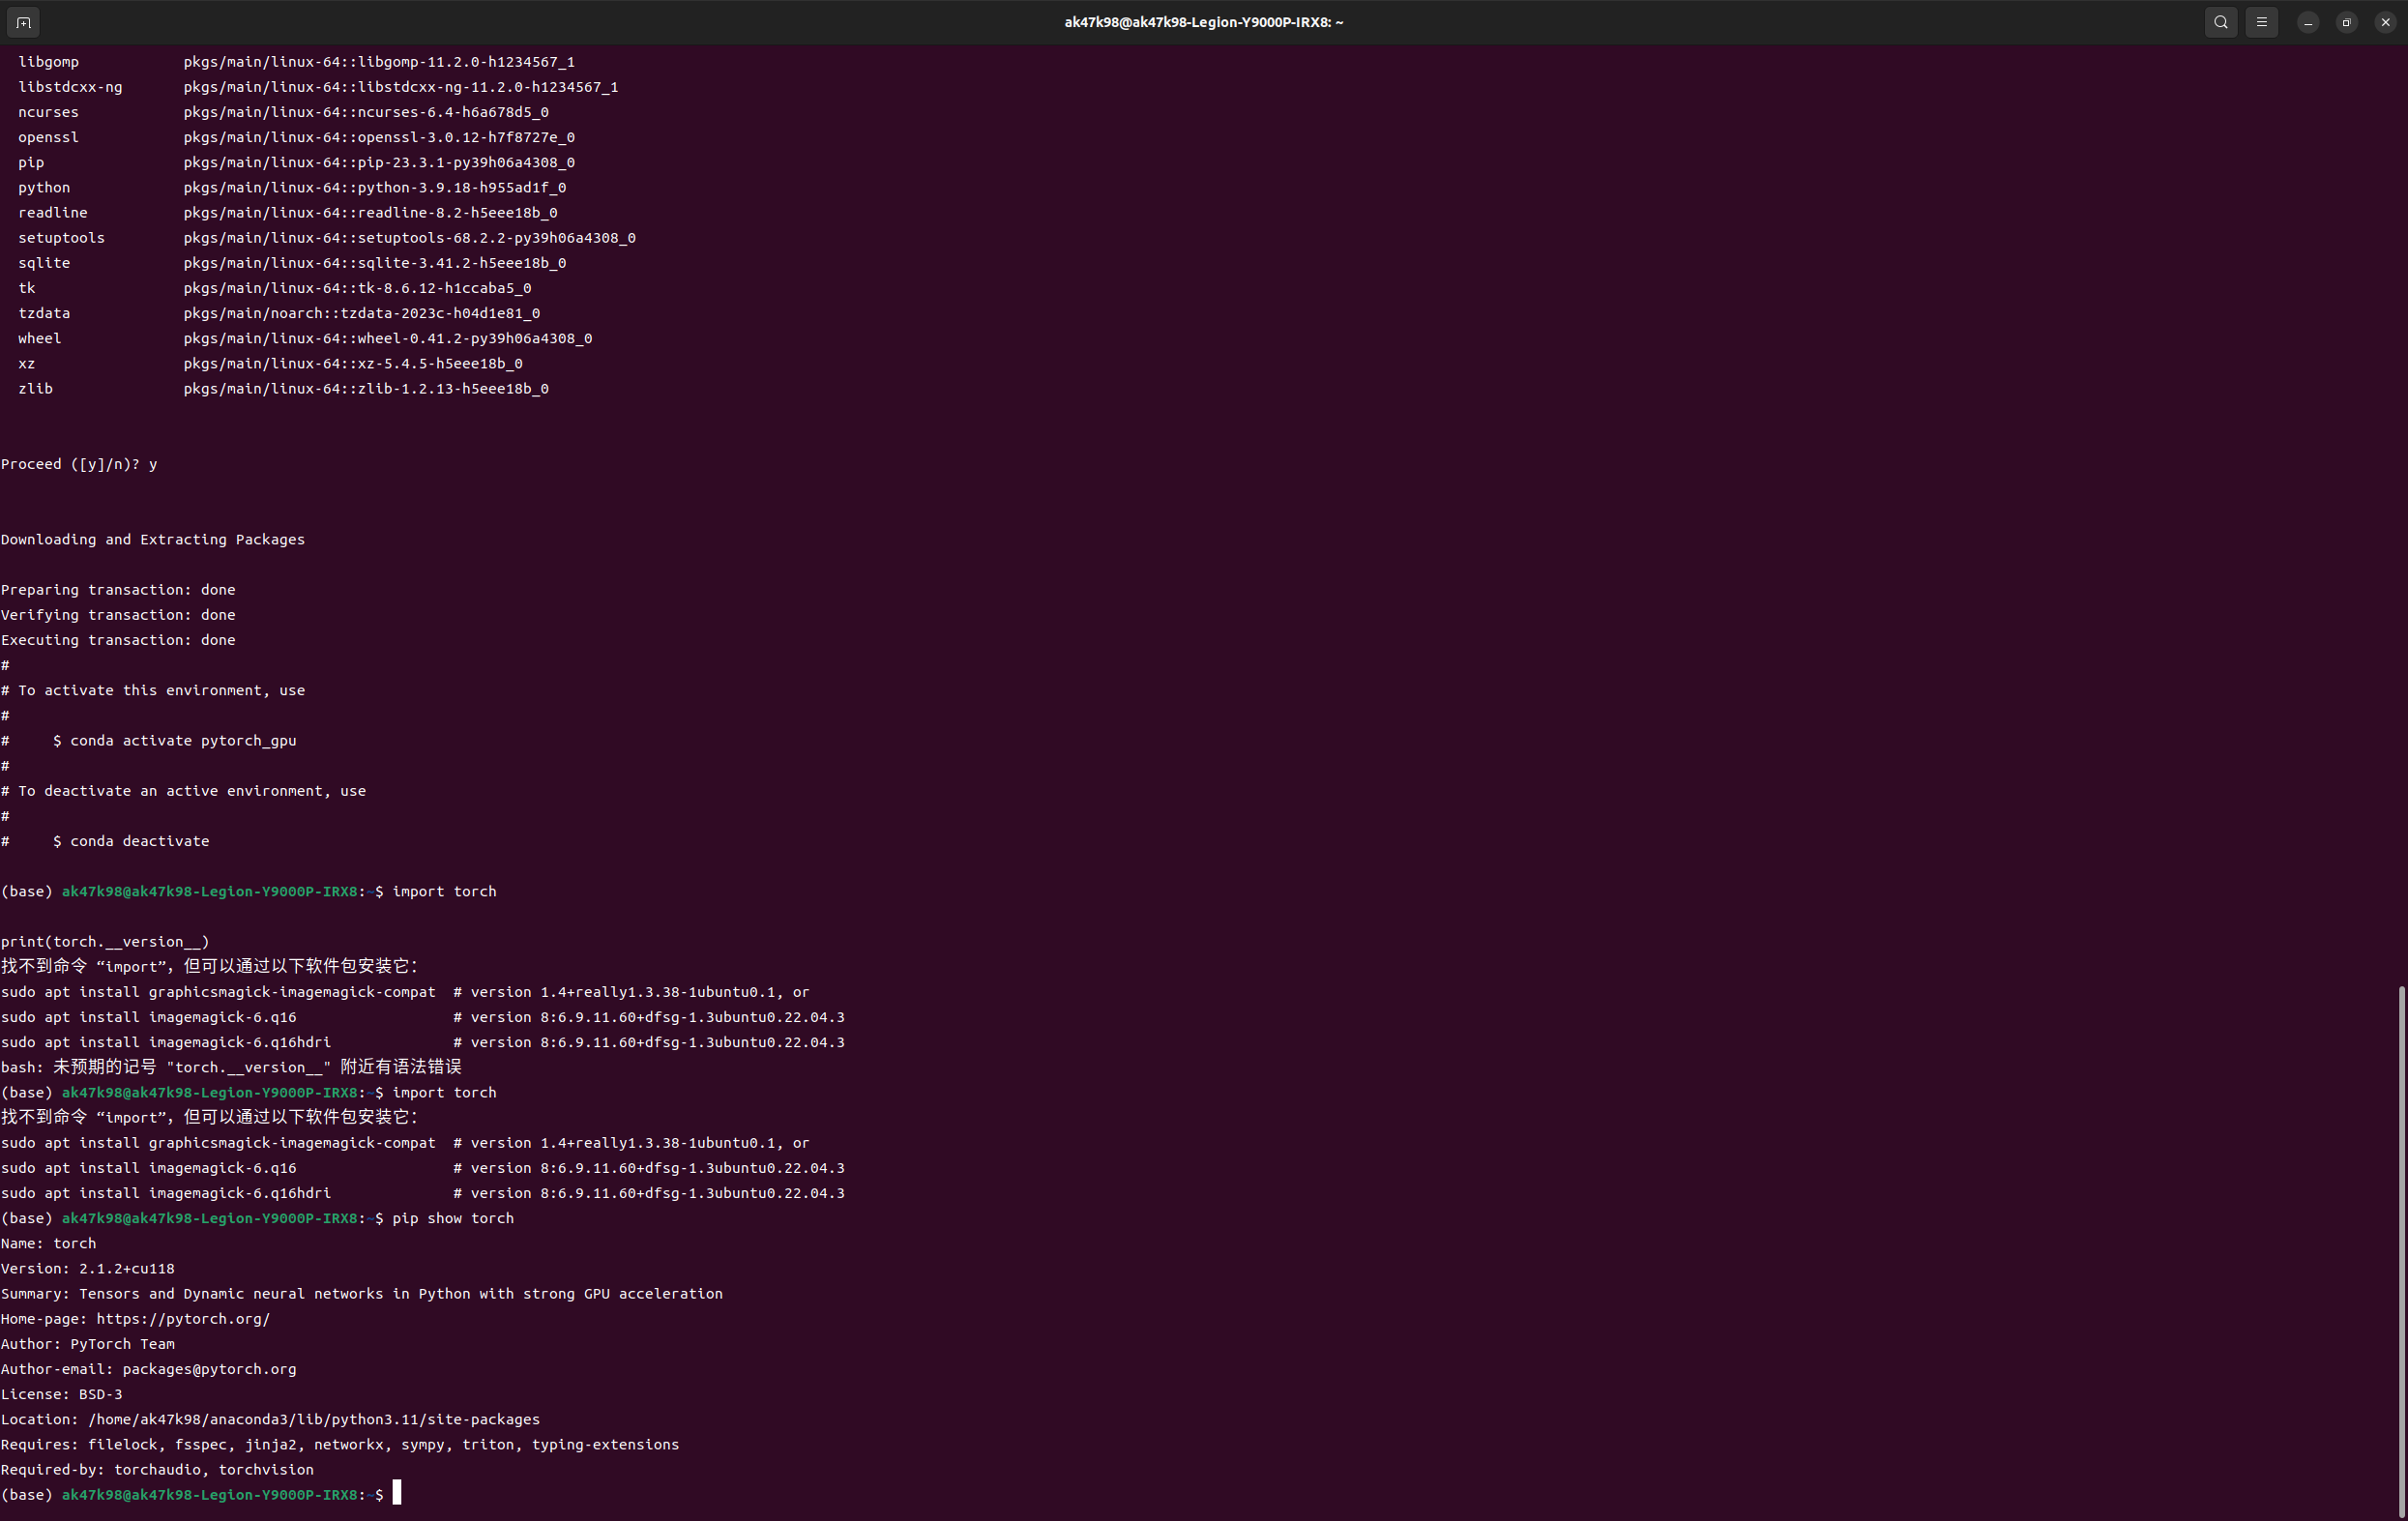 ak47k98@ak47k98-Legion-Y9000P-IRX8: ~
libgomp pkgs/main/linux-64::libgomp-11.2.0-h1234567_1
libstdcxx-ng pkgs/main/linux-64::libstdcxx-ng-11.2.0-h1234567_1
ncurses pkgs/main/linux-64::ncurses-6.4-h6a678d5_0
openssl pkgs/main/linux-64::openssl-3.0.12-h7f8727e_0
pip pkgs/main/linux-64::pip-23.3.1-py39h06a4308_0
python pkgs/main/linux-64::python-3.9.18-h955ad1f_0
readline pkgs/main/linux-64::readline-8.2-h5eee18b_0
setuptools pkgs/main/linux-64::setuptools-68.2.2-py39h06a4308_0
sqlite pkgs/main/linux-64::sqlite-3.41.2-h5eee18b_0
tk pkgs/main/linux-64::tk-8.6.12-h1ccaba5_0
tzdata pkgs/main/noarch::tzdata-2023c-h04d1e81_0
wheel pkgs/main/linux-64::wheel-0.41.2-py39h06a4308_0
xz pkgs/main/linux-64::xz-5.4.5-h5eee18b_0
zlib pkgs/main/linux-64::zlib-1.2.13-h5eee18b_0
Proceed ([y]/n)? y
Downloading and Extracting Packages
Preparing transaction: done
Verifying transaction: done
Executing transaction: done
#
# To activate this environment, use
#
#     $ conda activate pytorch_gpu
#
# To deactivate an active environment, use
#
#     $ conda deactivate
(base) ak47k98@ak47k98-Legion-Y9000P-IRX8:~$ import torch
print(torch.__version__)
找不到命令 “import”，但可以通过以下软件包安装它：
sudo apt install graphicsmagick-imagemagick-compat  # version 1.4+really1.3.38-1ubuntu0.1, or
sudo apt install imagemagick-6.q16                  # version 8:6.9.11.60+dfsg-1.3ubuntu0.22.04.3
sudo apt install imagemagick-6.q16hdri              # version 8:6.9.11.60+dfsg-1.3ubuntu0.22.04.3
bash: 未预期的记号 "torch.__version__" 附近有语法错误
(base) ak47k98@ak47k98-Legion-Y9000P-IRX8:~$ import torch
找不到命令 “import”，但可以通过以下软件包安装它：
sudo apt install graphicsmagick-imagemagick-compat  # version 1.4+really1.3.38-1ubuntu0.1, or
sudo apt install imagemagick-6.q16                  # version 8:6.9.11.60+dfsg-1.3ubuntu0.22.04.3
sudo apt install imagemagick-6.q16hdri              # version 8:6.9.11.60+dfsg-1.3ubuntu0.22.04.3
(base) ak47k98@ak47k98-Legion-Y9000P-IRX8:~$ pip show torch
Name: torch
Version: 2.1.2+cu118
Summary: Tensors and Dynamic neural networks in Python with strong GPU acceleration
Home-page: https://pytorch.org/
Author: PyTorch Team
Author-email: packages@pytorch.org
License: BSD-3
Location: /home/ak47k98/anaconda3/lib/python3.11/site-packages
Requires: filelock, fsspec, jinja2, networkx, sympy, triton, typing-extensions
Required-by: torchaudio, torchvision
(base) ak47k98@ak47k98-Legion-Y9000P-IRX8:~$